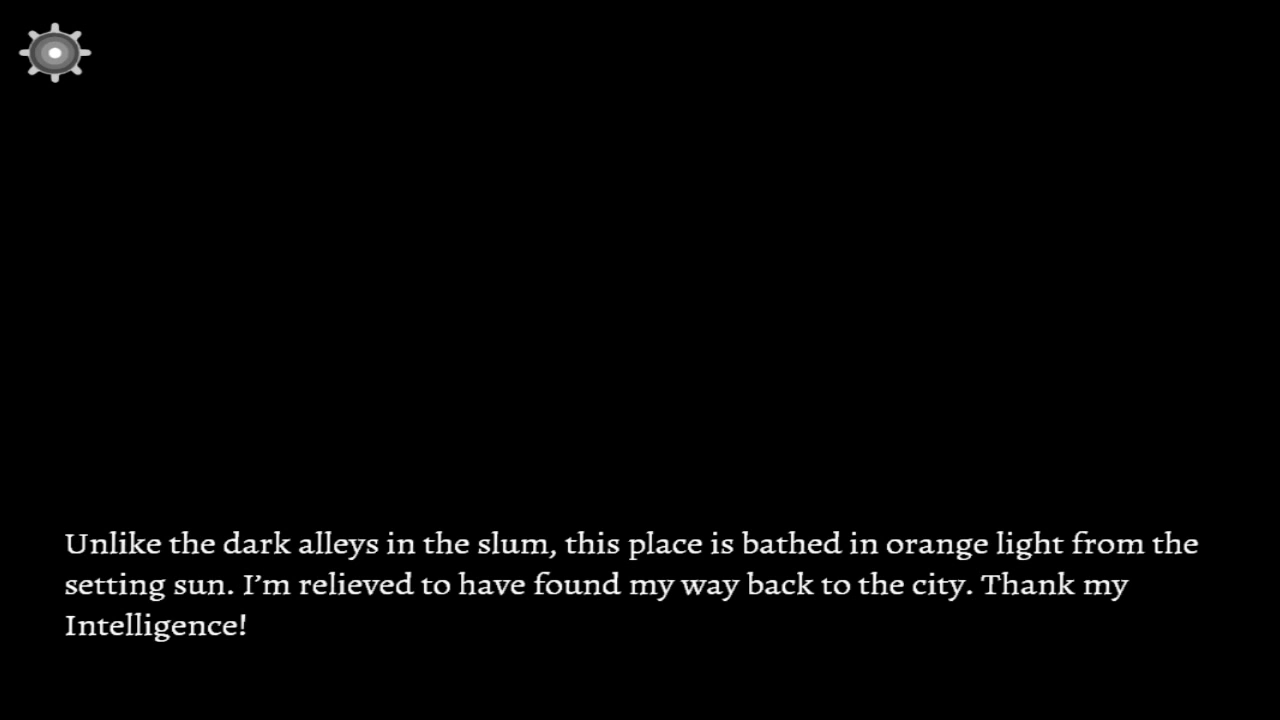 Unlike the dark alleys in the slum, this place is bathed in orange light from the
setting sun. I’m relieved to have found my way back to the city. Thank my
Intelligence!